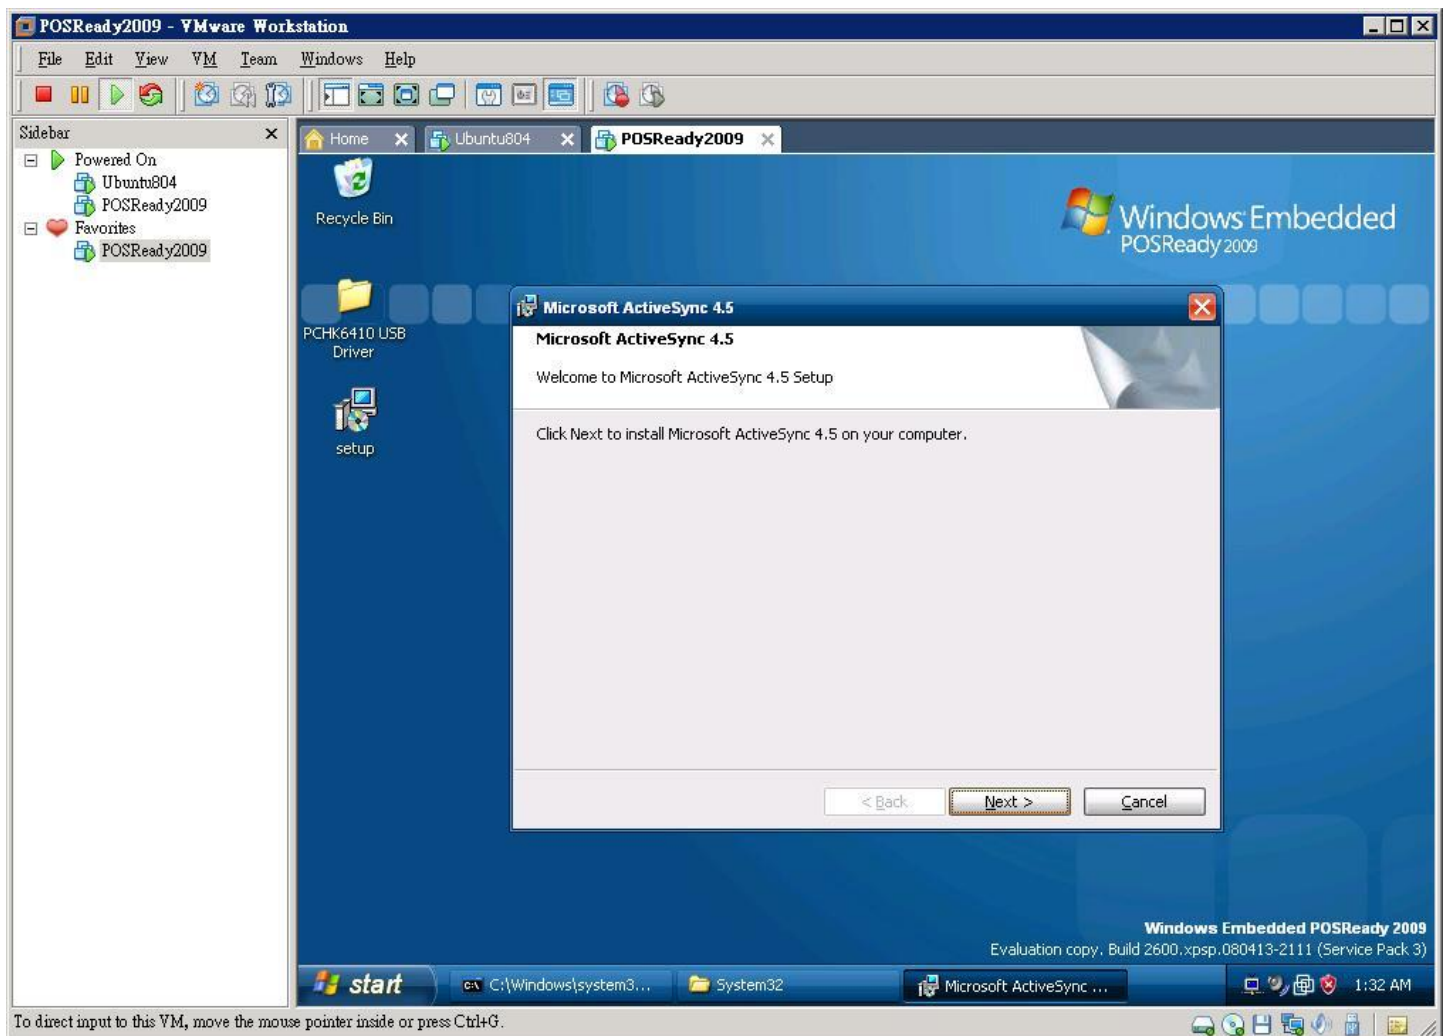 POSReady2009 - VMware Workstation
File Edit View VM Team Windows Help
Sidebar
Powered On
Ubuntu804
POSReady2009
Favorites
POSReady2009
Home Ubuntu804 POSReady2009
Recycle Bin
Windows Embedded
POSReady 2009
PCHK6410 USB
Driver
setup
Microsoft ActiveSync 4.5
Microsoft ActiveSync 4.5
Welcome to Microsoft ActiveSync 4.5 Setup
Click Next to install Microsoft ActiveSync 4.5 on your computer.
< Back Next > Cancel
Windows Embedded POSReady 2009
Evaluation copy. Build 2600.xpsp.080413-2111 (Service Pack 3)
start C:\Windows\system3... System32 Microsoft ActiveSync ... 1:32 AM
To direct input to this VM, move the mouse pointer inside or press Ctrl+G.